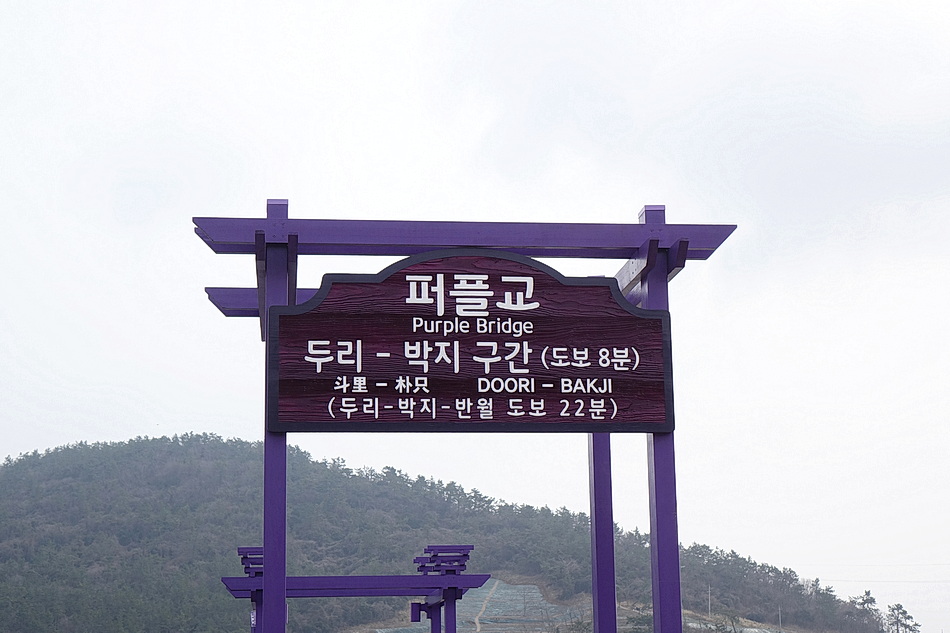 퍼플교
Purple Bridge
두리 - 박지 구간 (도보 8분)
斗里 - 朴只 DOORI - BAKJI
(두리-박지-반월 도보 22분)